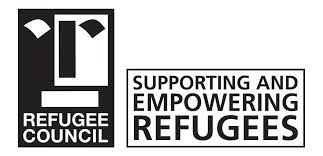 REFUGEE
COUNCIL
SUPPORTING AND
EMPOWERING
REFUGEES